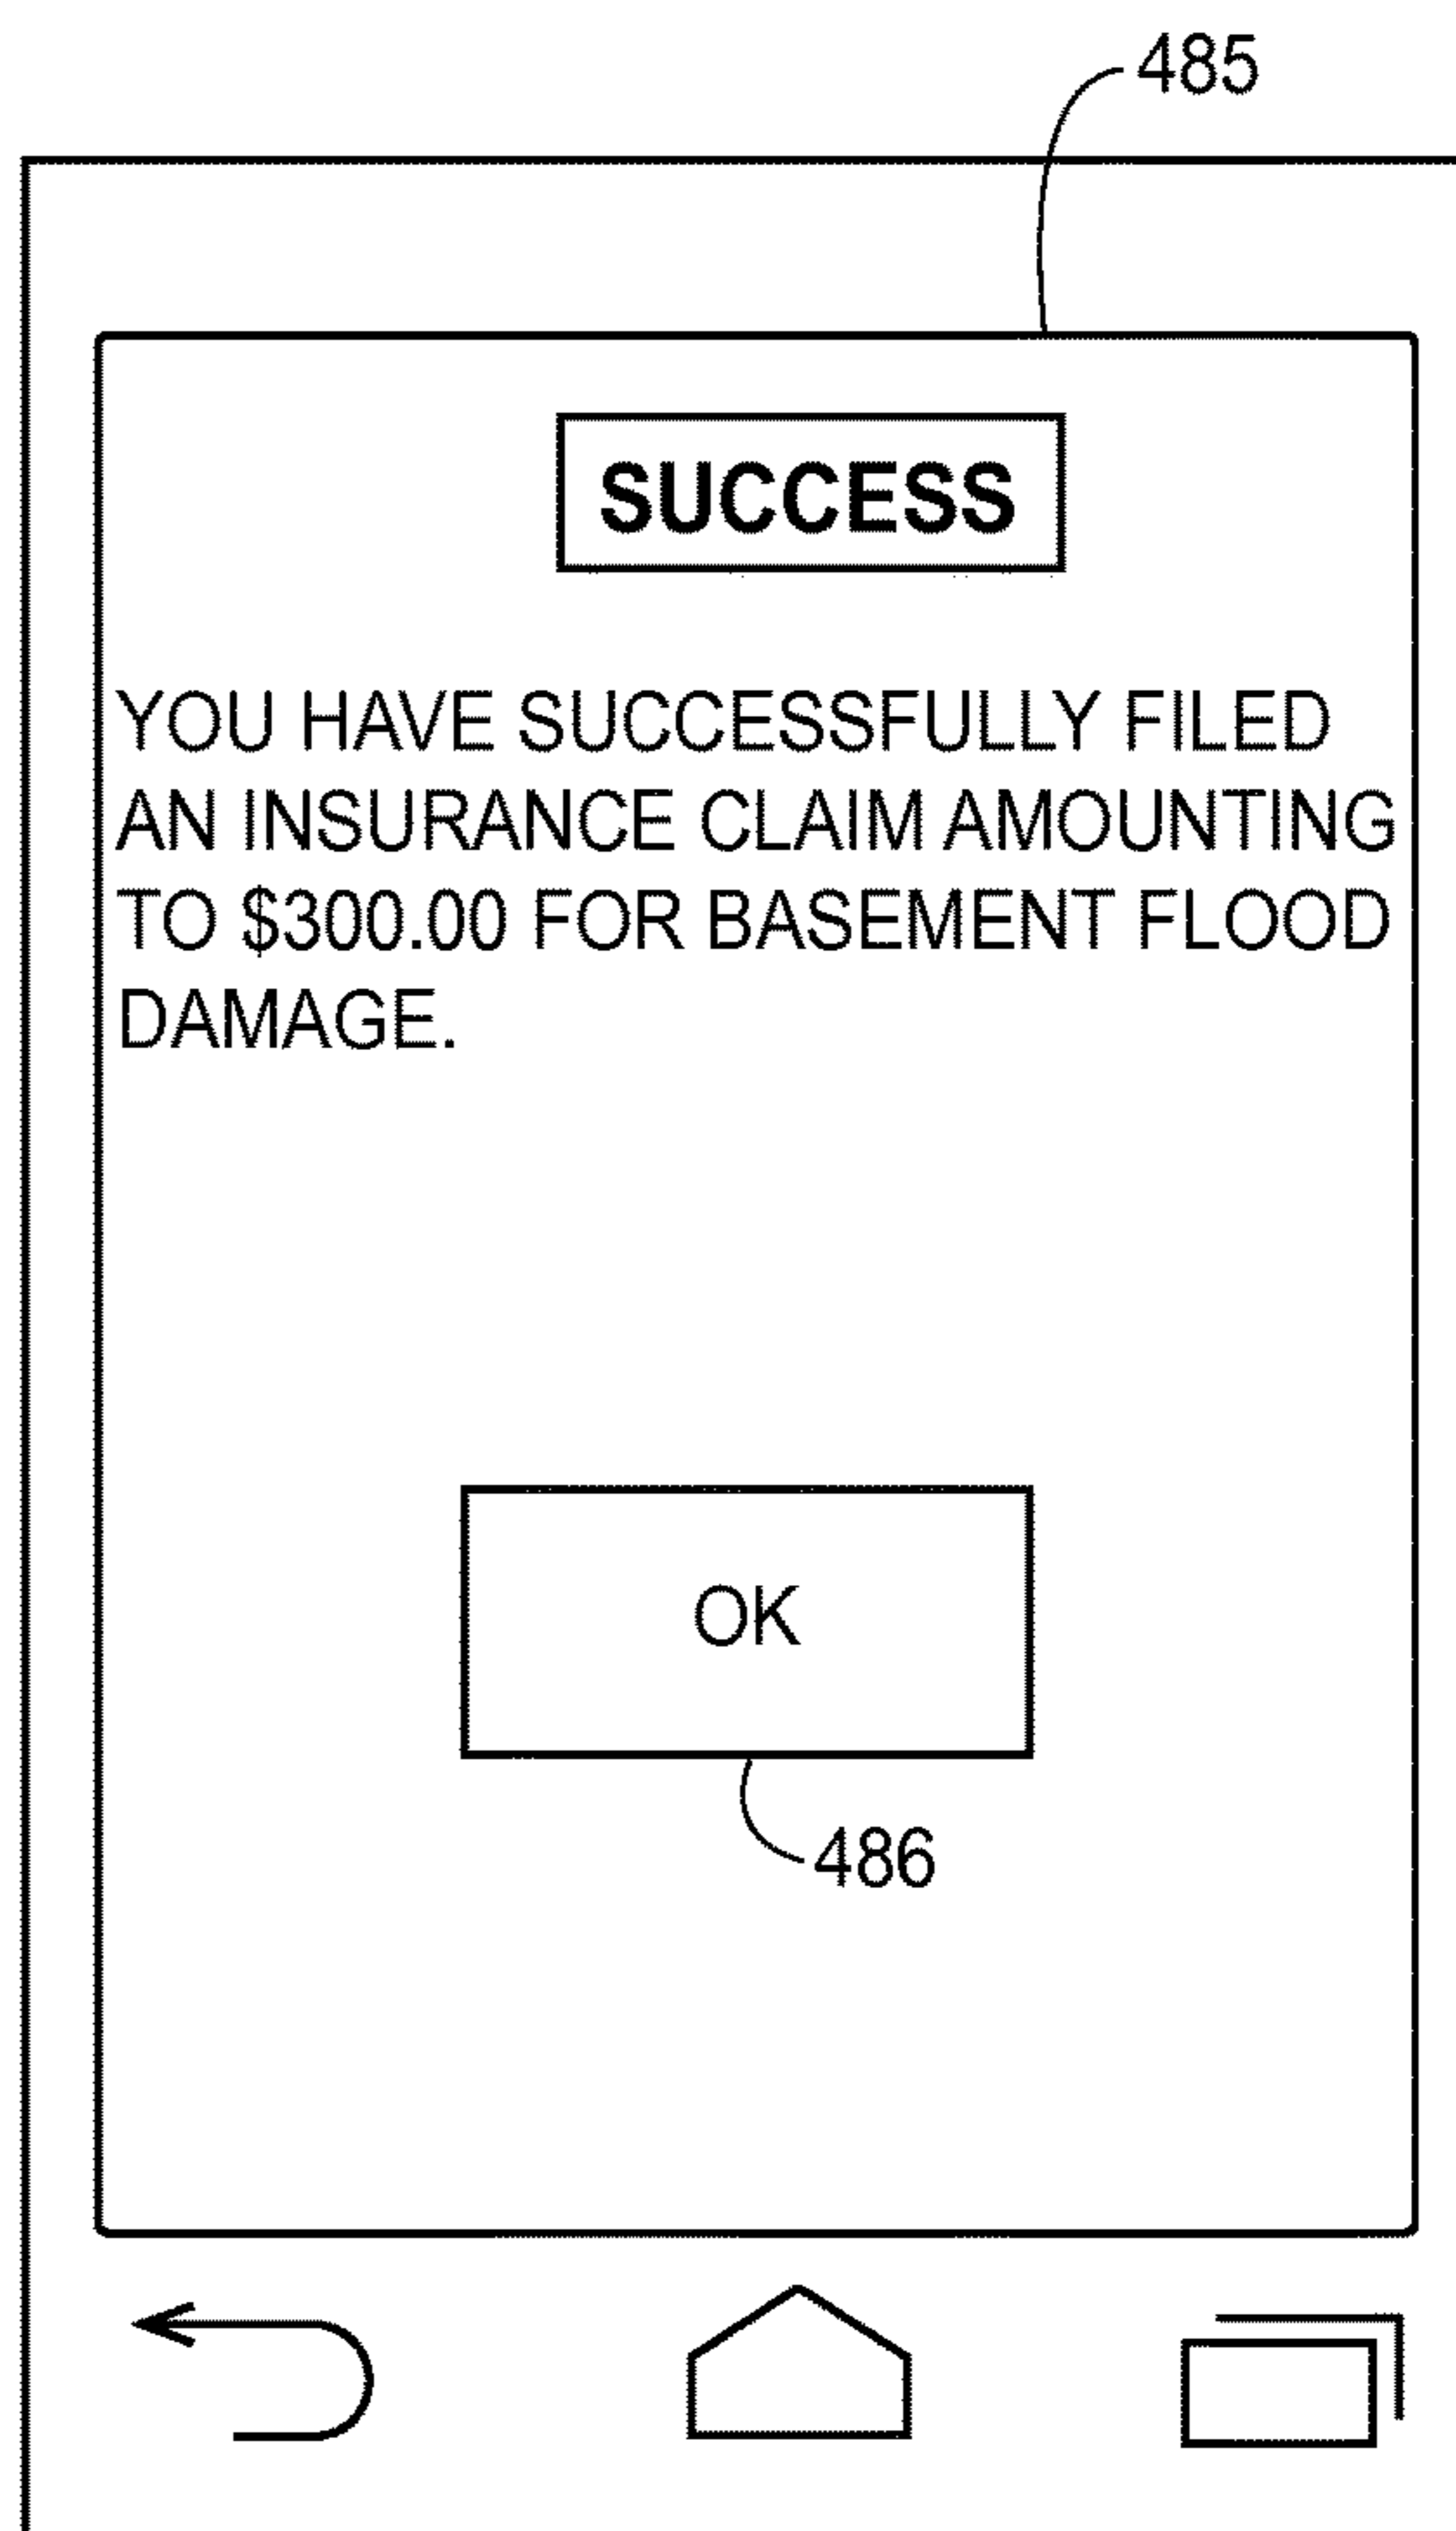 485
SUCCESS
YOU HAVE SUCCESSFULLY FILED
AN INSURANCE CLAIM AMOUNTING
TO $300.00 FOR BASEMENT FLOOD
DAMAGE.
OK
486